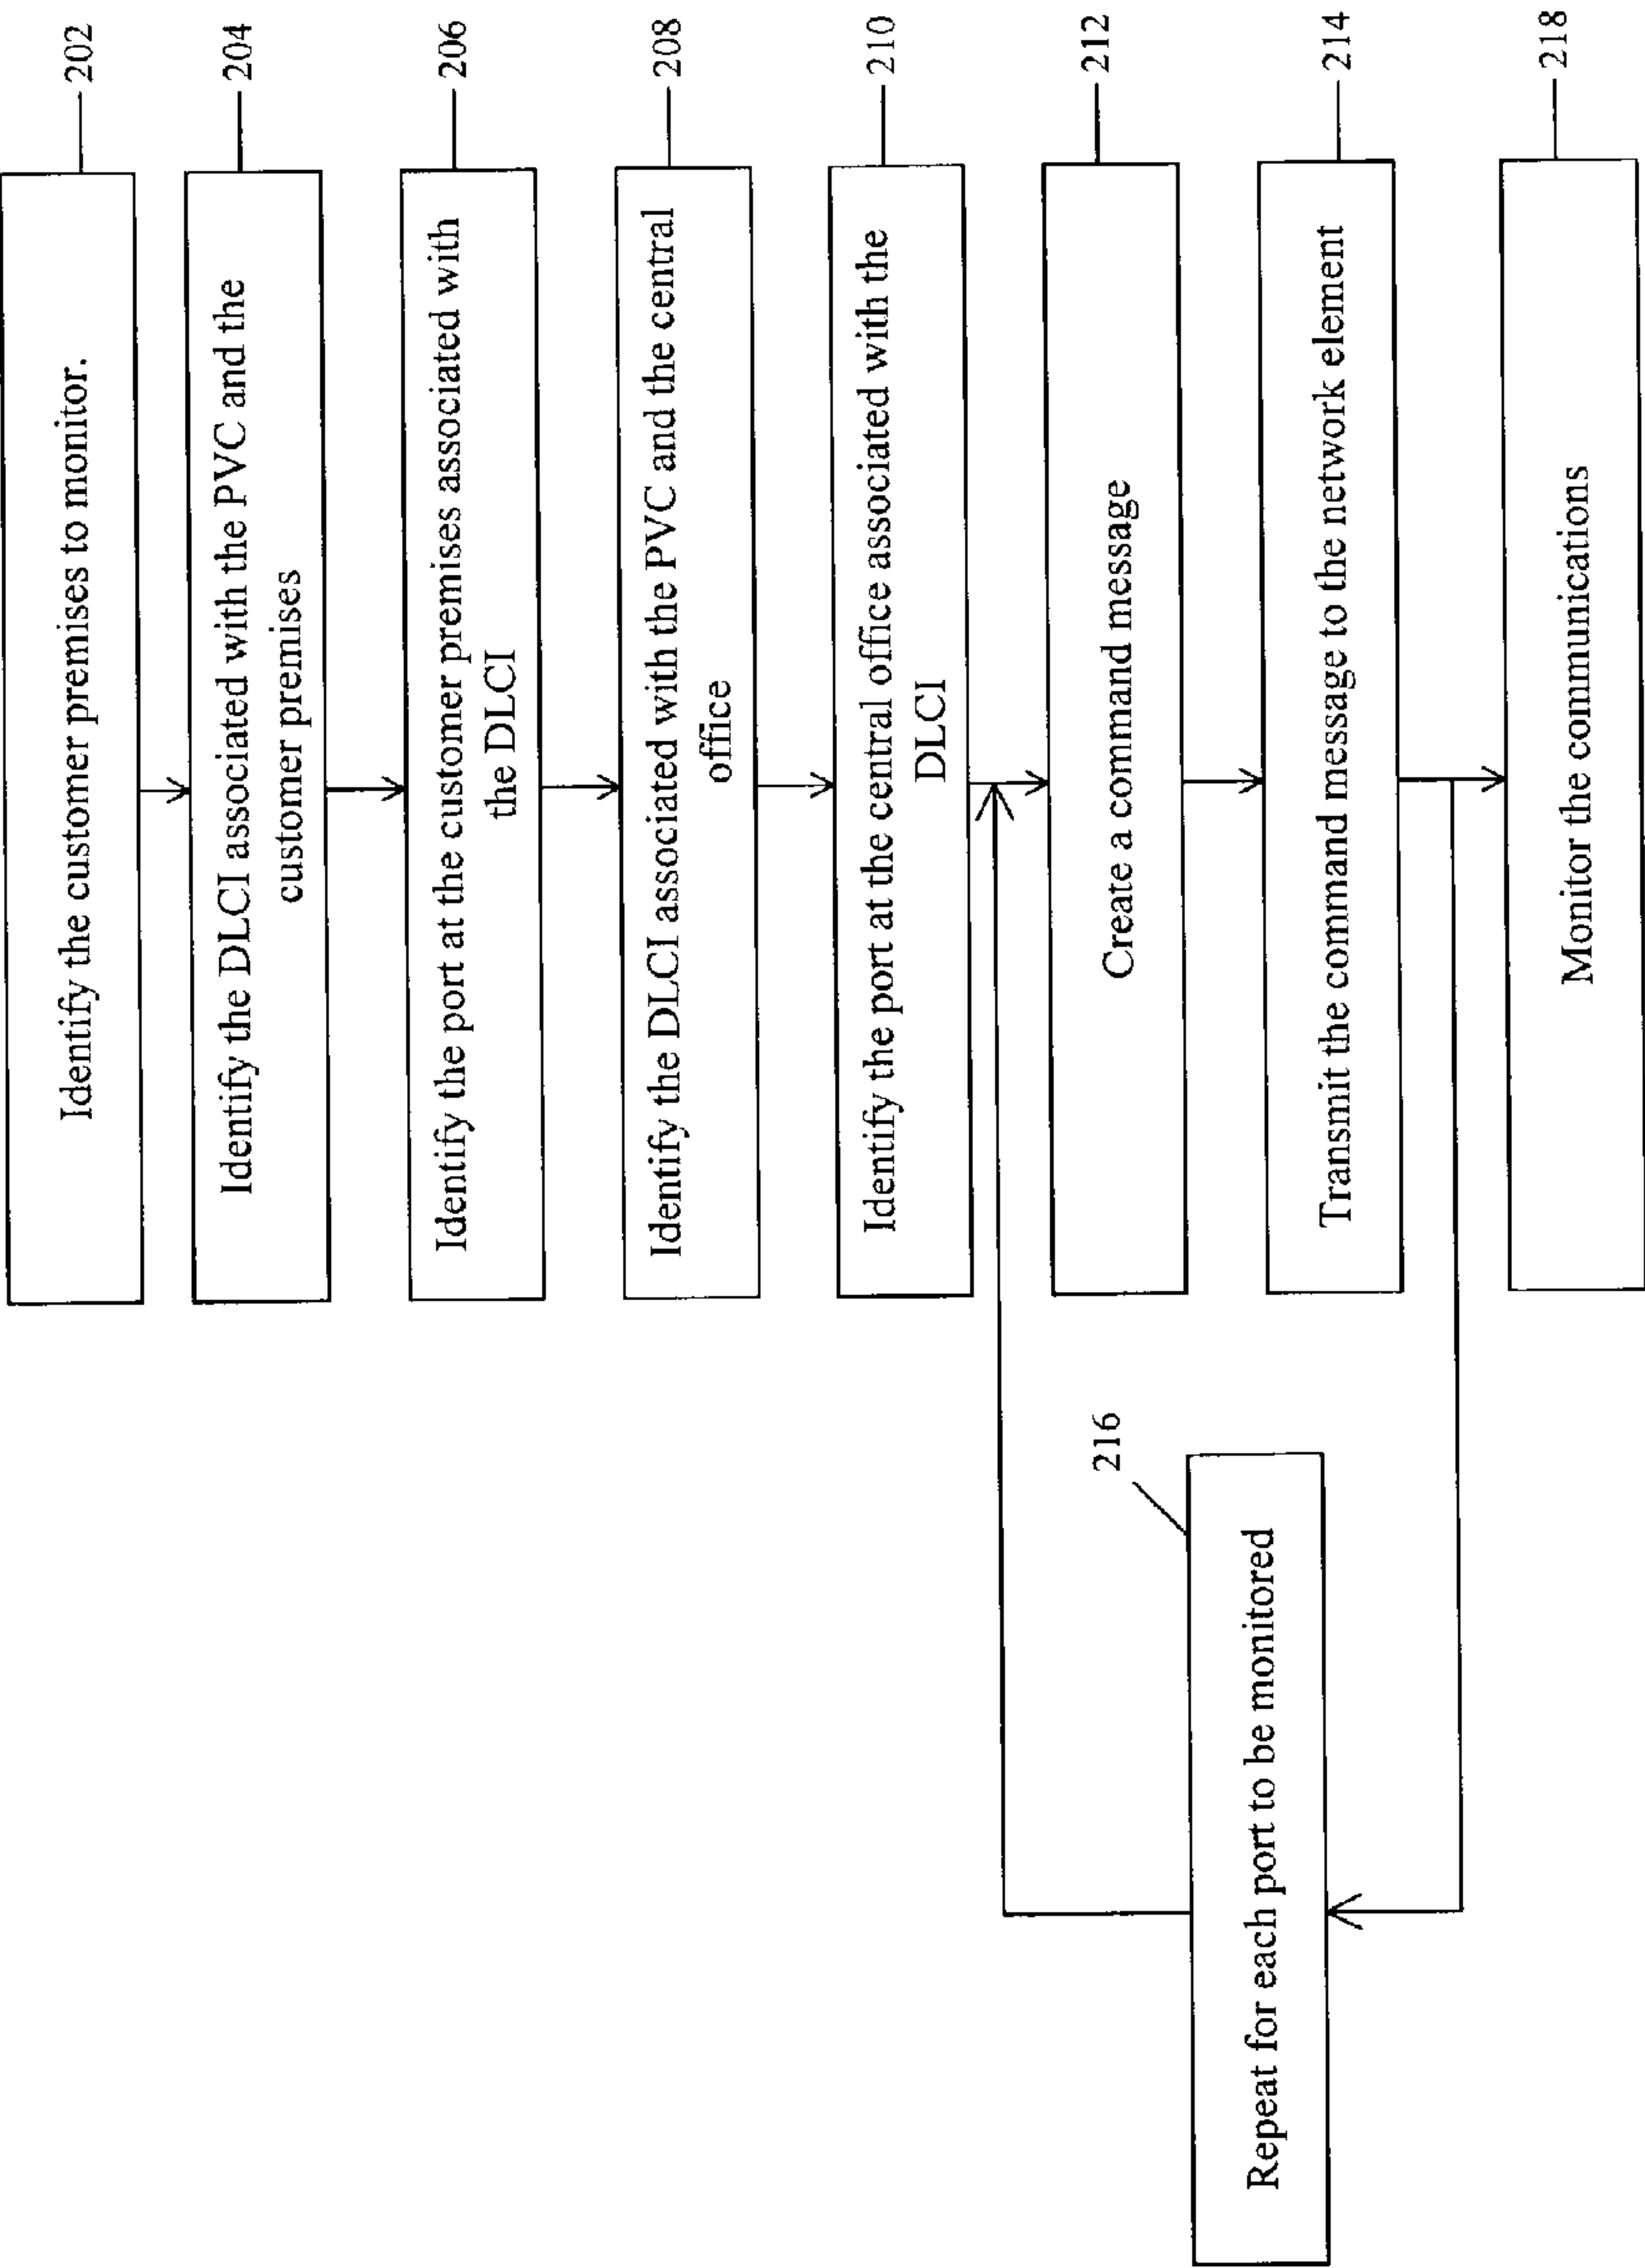 Identify the customer premises to monitor.
202
Identify the DLCI associated with the PVC and the
customer premises
204
Identify the port at the customer premises associated with
the DLCI
206
Identify the DLCI associated with the PVC and the central
office
208
Identify the port at the central office associated with the
DLCI
210
Create a command message
212
Transmit the command message to the network element
214
216
Repeat for each port to be monitored
Monitor the communications
218